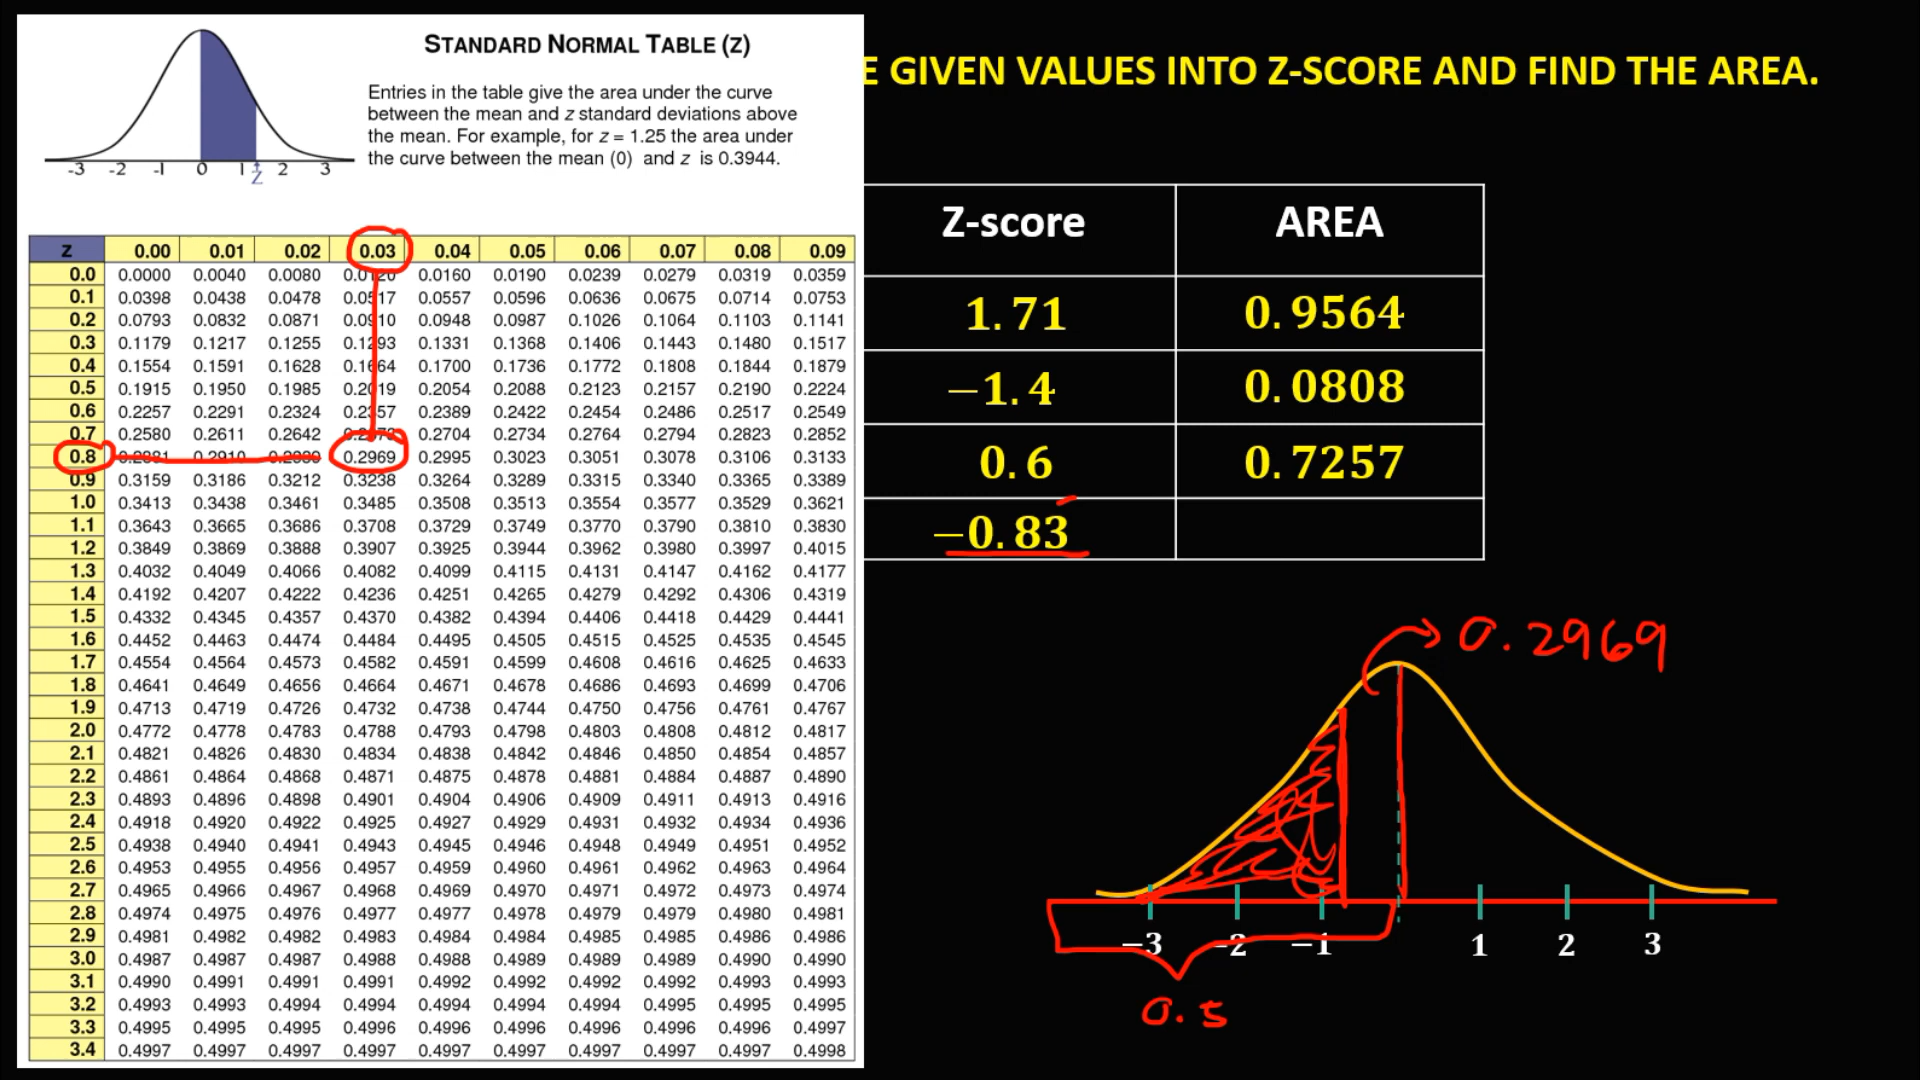 STANDARD NORMAL TABLE (Z)
Entries in the table give the area under the curve
between the mean and z standard deviations above
the mean. For example, for z = 1.25 the area under
the curve between the mean (0) and z is 0.3944.
-3 -2 -1 0 1 2 3
Z
E GIVEN VALUES INTO Z-SCORE AND FIND THE AREA.
z 0.00 0.01 0.02 0.03 0.04 0.05 0.06 0.07 0.08 0.09
0.0 0.0000 0.0040 0.0080 0.0120 0.0160 0.0190 0.0239 0.0279 0.0319 0.0359
0.1 0.0398 0.0438 0.0478 0.0517 0.0557 0.0596 0.0636 0.0675 0.0714 0.0753
0.2 0.0793 0.0832 0.0871 0.0910 0.0948 0.0987 0.1026 0.1064 0.1103 0.1141
0.3 0.1179 0.1217 0.1255 0.1293 0.1331 0.1368 0.1406 0.1443 0.1480 0.1517
0.4 0.1554 0.1591 0.1628 0.1664 0.1700 0.1736 0.1772 0.1808 0.1844 0.1879
0.5 0.1915 0.1950 0.1985 0.2019 0.2054 0.2088 0.2123 0.2157 0.2190 0.2224
0.6 0.2257 0.2291 0.2324 0.2357 0.2389 0.2422 0.2454 0.2486 0.2517 0.2549
0.7 0.2580 0.2611 0.2642 0.2673 0.2704 0.2734 0.2764 0.2794 0.2823 0.2852
0.8 0.2881 0.2910 0.2939 0.2969 0.2995 0.3023 0.3051 0.3078 0.3106 0.3133
0.9 0.3159 0.3186 0.3212 0.3238 0.3264 0.3289 0.3315 0.3340 0.3365 0.3389
1.0 0.3413 0.3438 0.3461 0.3485 0.3508 0.3513 0.3554 0.3577 0.3529 0.3621
1.1 0.3643 0.3665 0.3686 0.3708 0.3729 0.3749 0.3770 0.3790 0.3810 0.3830
1.2 0.3849 0.3869 0.3888 0.3907 0.3925 0.3944 0.3962 0.3980 0.3997 0.4015
1.3 0.4032 0.4049 0.4066 0.4082 0.4099 0.4115 0.4131 0.4147 0.4162 0.4177
1.4 0.4192 0.4207 0.4222 0.4236 0.4251 0.4265 0.4279 0.4292 0.4306 0.4319
1.5 0.4332 0.4345 0.4357 0.4370 0.4382 0.4394 0.4406 0.4418 0.4429 0.4441
1.6 0.4452 0.4463 0.4474 0.4484 0.4495 0.4505 0.4515 0.4525 0.4535 0.4545
1.7 0.4554 0.4564 0.4573 0.4582 0.4591 0.4599 0.4608 0.4616 0.4625 0.4633
1.8 0.4641 0.4649 0.4656 0.4664 0.4671 0.4678 0.4686 0.4693 0.4699 0.4706
1.9 0.4713 0.4719 0.4726 0.4732 0.4738 0.4744 0.4750 0.4756 0.4761 0.4767
2.0 0.4772 0.4778 0.4783 0.4788 0.4793 0.4798 0.4803 0.4808 0.4812 0.4817
2.1 0.4821 0.4826 0.4830 0.4834 0.4838 0.4842 0.4846 0.4850 0.4854 0.4857
2.2 0.4861 0.4864 0.4868 0.4871 0.4875 0.4878 0.4881 0.4884 0.4887 0.4890
2.3 0.4893 0.4896 0.4898 0.4901 0.4904 0.4906 0.4909 0.4911 0.4913 0.4916
2.4 0.4918 0.4920 0.4922 0.4925 0.4927 0.4929 0.4931 0.4932 0.4934 0.4936
2.5 0.4938 0.4940 0.4941 0.4943 0.4945 0.4946 0.4948 0.4949 0.4951 0.4952
2.6 0.4953 0.4955 0.4956 0.4957 0.4959 0.4960 0.4961 0.4962 0.4963 0.4964
2.7 0.4965 0.4966 0.4967 0.4968 0.4969 0.4970 0.4971 0.4972 0.4973 0.4974
2.8 0.4974 0.4975 0.4976 0.4977 0.4977 0.4978 0.4979 0.4979 0.4980 0.4981
2.9 0.4981 0.4982 0.4982 0.4983 0.4984 0.4984 0.4985 0.4985 0.4986 0.4986
3.0 0.4987 0.4987 0.4987 0.4988 0.4988 0.4989 0.4989 0.4989 0.4990 0.4990
3.1 0.4990 0.4991 0.4991 0.4991 0.4992 0.4992 0.4992 0.4992 0.4993 0.4993
3.2 0.4993 0.4993 0.4994 0.4994 0.4994 0.4994 0.4994 0.4995 0.4995 0.4995
3.3 0.4995 0.4995 0.4995 0.4996 0.4996 0.4996 0.4996 0.4996 0.4996 0.4997
3.4 0.4997 0.4997 0.4997 0.4997 0.4997 0.4997 0.4997 0.4997 0.4997 0.4998
Z-score AREA
1.71 0.9564
−1.4 0.0808
0.6 0.7257
−0.83
0.2969
−3 −2 −1 1 2 3
0.5